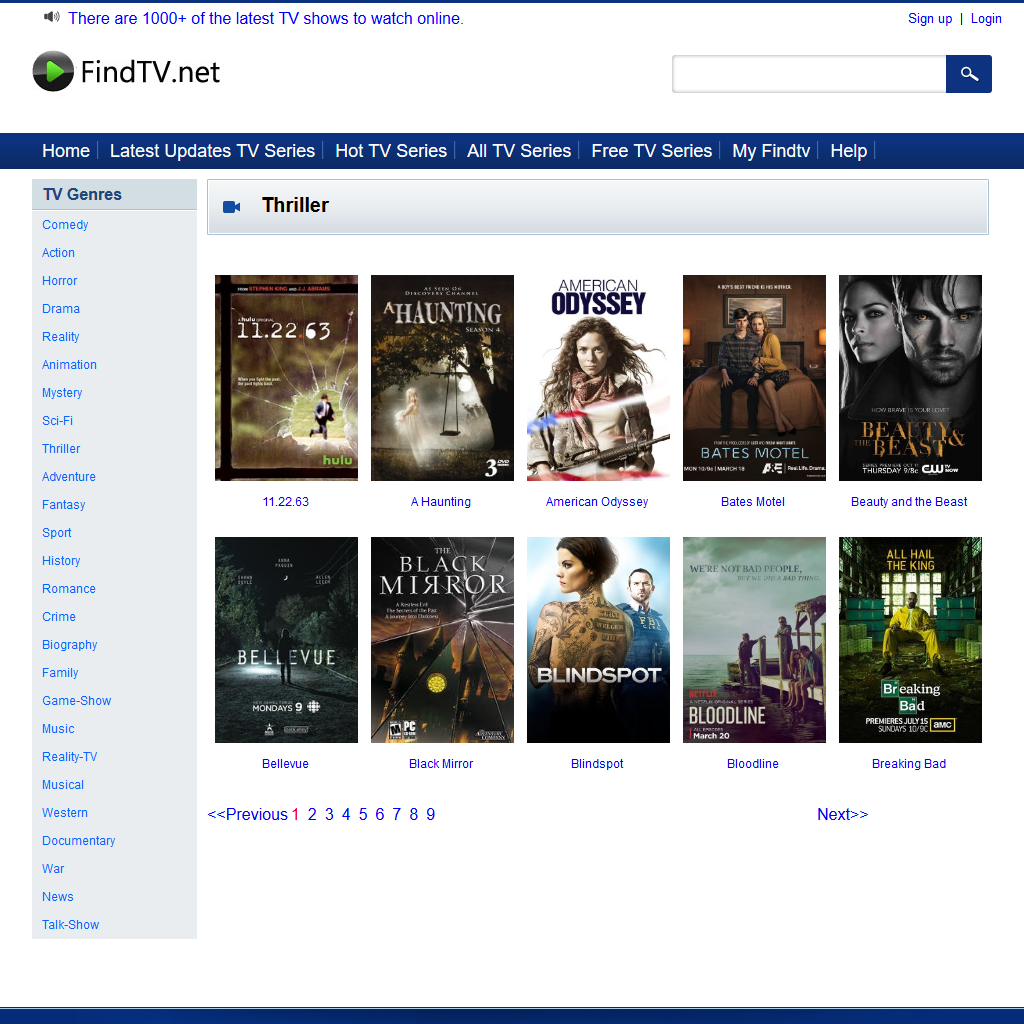 There are 1000+ of the latest TV shows to watch online.
Sign up | Login
FindTV.net
Home
Latest Updates TV Series
Hot TV Series
All TV Series
Free TV Series
My Findtv
Help
TV Genres
Comedy
Action
Horror
Drama
Reality
Animation
Mystery
Sci-Fi
Thriller
Adventure
Fantasy
Sport
History
Romance
Crime
Biography
Family
Game-Show
Music
Reality-TV
Musical
Western
Documentary
War
News
Talk-Show
Thriller
FROM STEPHEN KING AND J.J. ABRAMS
A hulu ORIGINAL
11.22.63
When you fight the past,
the past fights back.
hulu
11.22.63
AS SEEN ON
DISCOVERY CHANNEL
A HAUNTING
SEASON 4
3 DVD
A Haunting
AMERICAN
ODYSSEY
American Odyssey
A BOY'S BEST FRIEND IS HIS MOTHER.
BATES MOTEL
MON 10/9c | MARCH 18
A&E
Real Life. Drama.
Bates Motel
HOW BRAVE IS YOUR LOVE?
BEAUTY &
THE BEAST
SERIES PREMIERE OCT 11
THURSDAY 9/8c
CW
Beauty and the Beast
ANNA
PAQUIN
SHAWN
DOYLE
ALLEN
LEECH
BELLEVUE
MONDAYS 9
Bellevue
THE
BLACK
MIRROR
A Restless Evil
The Secrets of the Past
A Journey into Darkness
PC
CD-ROM
ADVENTURE
COMPANY
Black Mirror
FBI
BLINDSPOT
Blindspot
WE'RE NOT BAD PEOPLE,
BUT WE DID A BAD THING.
NETFLIX
A NETFLIX ORIGINAL SERIES
BLOODLINE
ALL EPISODES
March 20
Bloodline
ALL HAIL
THE KING
Breaking
Bad
PREMIERES JULY 15
SUNDAYS 10/9C
amc
Breaking Bad
<<Previous 1 2 3 4 5 6 7 8 9
Next>>